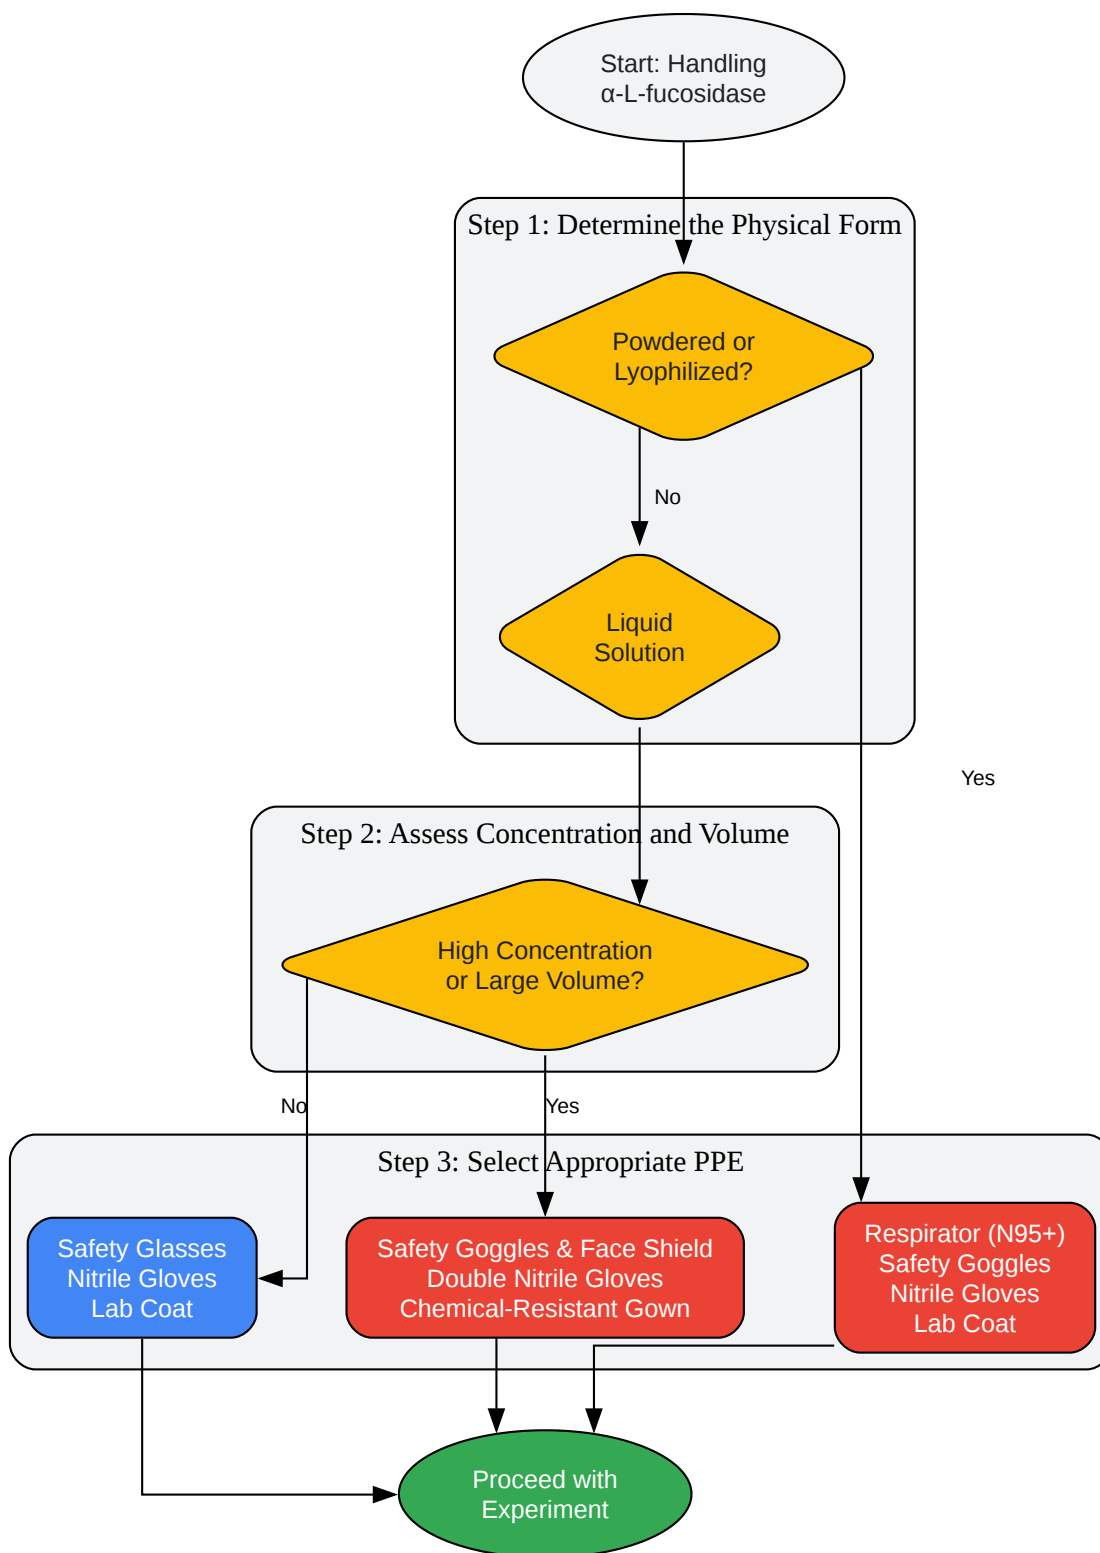 Start: Handling
α-L-fucosidase
Step 1: Determine the Physical Form
Powdered or
Lyophilized?
No
Liquid
Solution
Yes
Step 2: Assess Concentration and Volume
High Concentration
or Large Volume?
No
Yes
Step 3: Select Appropriate PPE
Safety Glasses
Nitrile Gloves
Lab Coat
Safety Goggles & Face Shield
Double Nitrile Gloves
Chemical-Resistant Gown
Respirator (N95+)
Safety Goggles
Nitrile Gloves
Lab Coat
Proceed with
Experiment